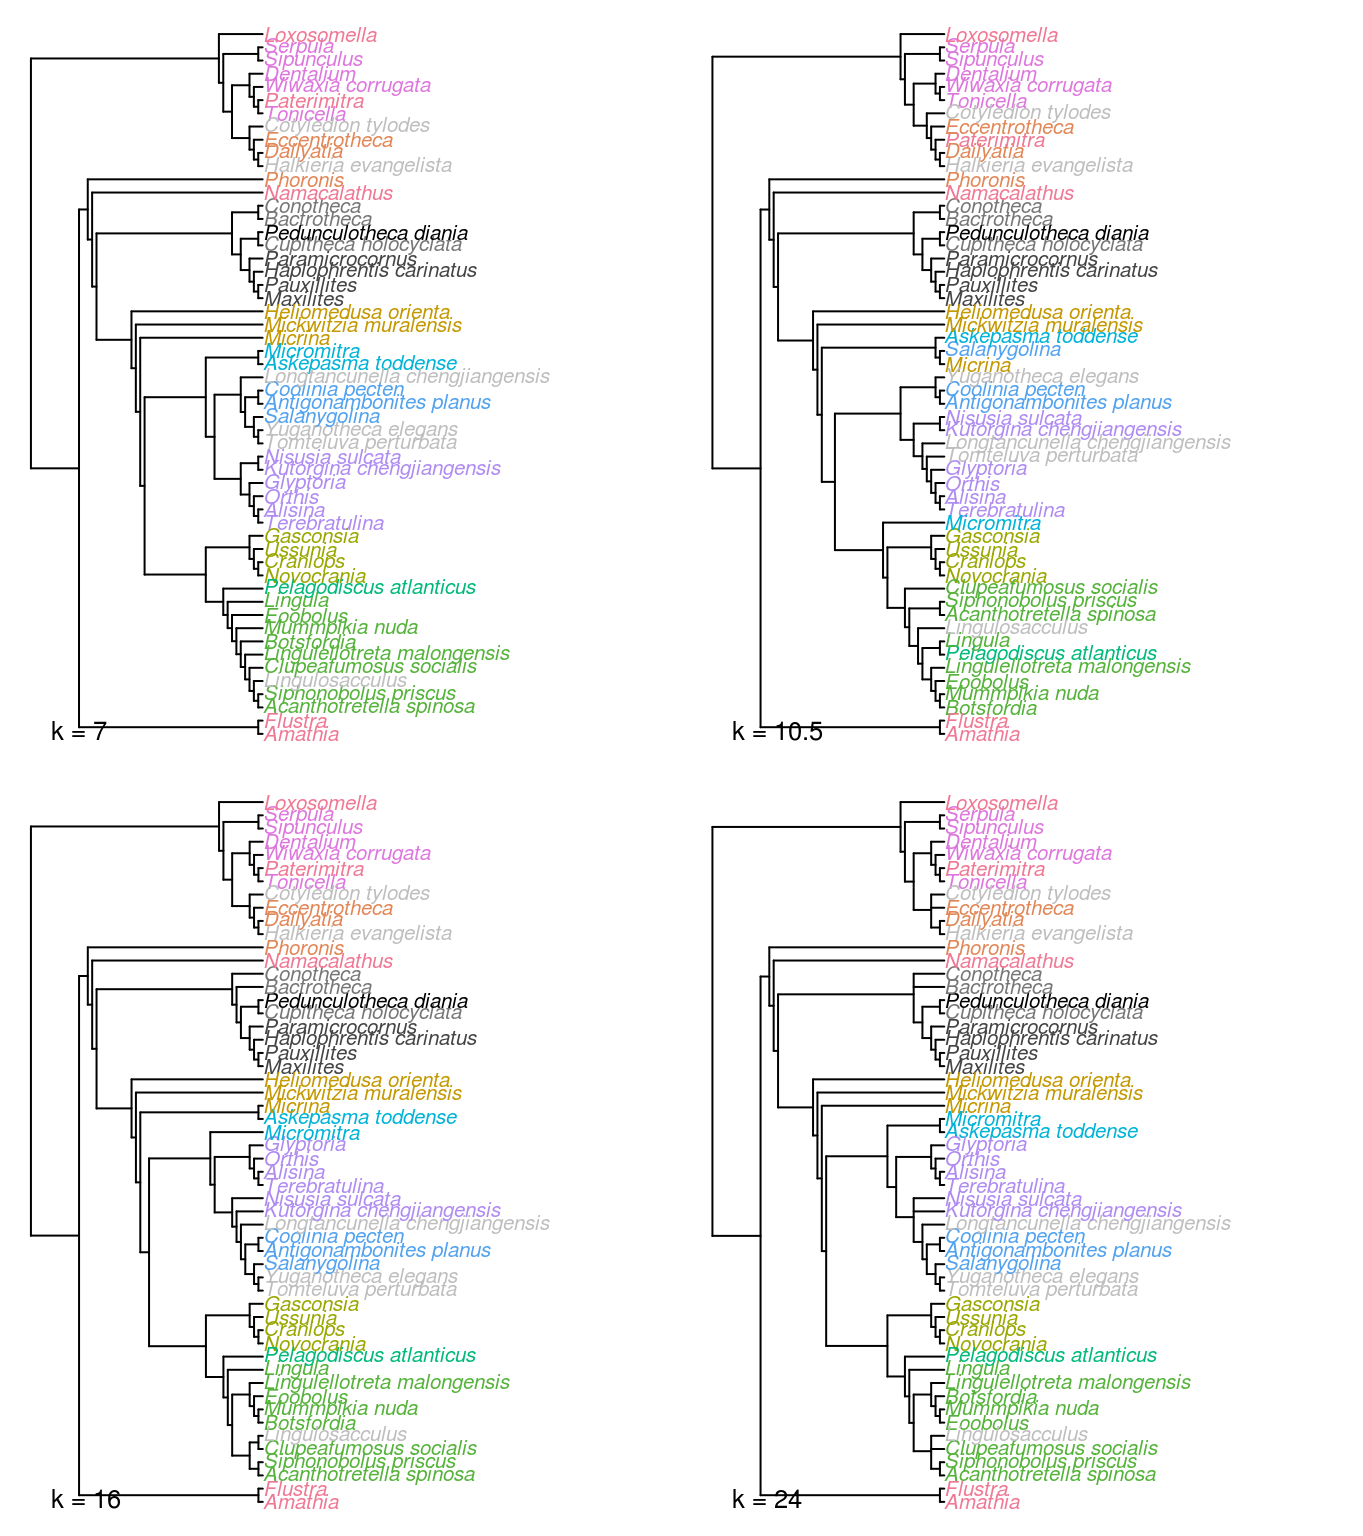 Loxosomella
Serpula
Sipunculus
Dentalium
Wiwaxia corrugata
Paterimitra
Tonicella
Cotyledion tylodes
Eccentrotheca
Dailyatia
Halkieria evangelista
Phoronis
Namacalathus
Conotheca
Bactrotheca
Pedunculotheca diania
Cupitheca holocyclata
Paramicrocornus
Haplophrentis carinatus
Pauxillites
Maxilites
Heliomedusa orienta
Mickwitzia muralensis
Micrina
Micromitra
Askepasma toddense
Longtancunella chengjiangensis
Coolinia pecten
Antigonambonites planus
Salanygolina
Yuganotheca elegans
Tomteluva perturbata
Nisusia sulcata
Kutorgina chengjiangensis
Glyptoria
Orthis
Alisina
Terebratulina
Gasconsia
Ussunia
Craniops
Novocrania
Pelagodiscus atlanticus
Lingula
Eoobolus
Mummpikia nuda
Botsfordia
Lingulellotreta malongensis
Clupeafumosus socialis
Lingulosacculus
Siphonobolus priscus
Acanthotretella spinosa
Flustra
Amathia
k = 7
Loxosomella
Serpula
Sipunculus
Dentalium
Wiwaxia corrugata
Tonicella
Cotyledion tylodes
Eccentrotheca
Paterimitra
Dailyatia
Halkieria evangelista
Phoronis
Namacalathus
Conotheca
Bactrotheca
Pedunculotheca diania
Cupitheca holocyclata
Paramicrocornus
Haplophrentis carinatus
Pauxillites
Maxilites
Heliomedusa orienta
Mickwitzia muralensis
Askepasma toddense
Salanygolina
Micrina
Yuganotheca elegans
Coolinia pecten
Antigonambonites planus
Nisusia sulcata
Kutorgina chengjiangensis
Longtancunella chengjiangensis
Tomteluva perturbata
Glyptoria
Orthis
Alisina
Terebratulina
Micromitra
Gasconsia
Ussunia
Craniops
Novocrania
Clupeafumosus socialis
Siphonobolus priscus
Acanthotretella spinosa
Lingulosacculus
Lingula
Pelagodiscus atlanticus
Lingulellotreta malongensis
Eoobolus
Mummpikia nuda
Botsfordia
Flustra
Amathia
k = 10.5
Loxosomella
Serpula
Sipunculus
Dentalium
Wiwaxia corrugata
Paterimitra
Tonicella
Cotyledion tylodes
Eccentrotheca
Dailyatia
Halkieria evangelista
Phoronis
Namacalathus
Conotheca
Bactrotheca
Pedunculotheca diania
Cupitheca holocyclata
Paramicrocornus
Haplophrentis carinatus
Pauxillites
Maxilites
Heliomedusa orienta
Mickwitzia muralensis
Micrina
Askepasma toddense
Micromitra
Glyptoria
Orthis
Alisina
Terebratulina
Nisusia sulcata
Kutorgina chengjiangensis
Longtancunella chengjiangensis
Coolinia pecten
Antigonambonites planus
Salanygolina
Yuganotheca elegans
Tomteluva perturbata
Gasconsia
Ussunia
Craniops
Novocrania
Pelagodiscus atlanticus
Lingula
Lingulellotreta malongensis
Eoobolus
Mummpikia nuda
Botsfordia
Lingulosacculus
Clupeafumosus socialis
Siphonobolus priscus
Acanthotretella spinosa
Flustra
Amathia
k = 16
Loxosomella
Serpula
Sipunculus
Dentalium
Wiwaxia corrugata
Paterimitra
Tonicella
Cotyledion tylodes
Eccentrotheca
Dailyatia
Halkieria evangelista
Phoronis
Namacalathus
Conotheca
Bactrotheca
Pedunculotheca diania
Cupitheca holocyclata
Paramicrocornus
Haplophrentis carinatus
Pauxillites
Maxilites
Heliomedusa orienta
Mickwitzia muralensis
Micrina
Micromitra
Askepasma toddense
Glyptoria
Orthis
Alisina
Terebratulina
Nisusia sulcata
Kutorgina chengjiangensis
Longtancunella chengjiangensis
Coolinia pecten
Antigonambonites planus
Salanygolina
Yuganotheca elegans
Tomteluva perturbata
Gasconsia
Ussunia
Craniops
Novocrania
Pelagodiscus atlanticus
Lingula
Lingulellotreta malongensis
Botsfordia
Mummpikia nuda
Eoobolus
Lingulosacculus
Clupeafumosus socialis
Siphonobolus priscus
Acanthotretella spinosa
Flustra
Amathia
k = 24